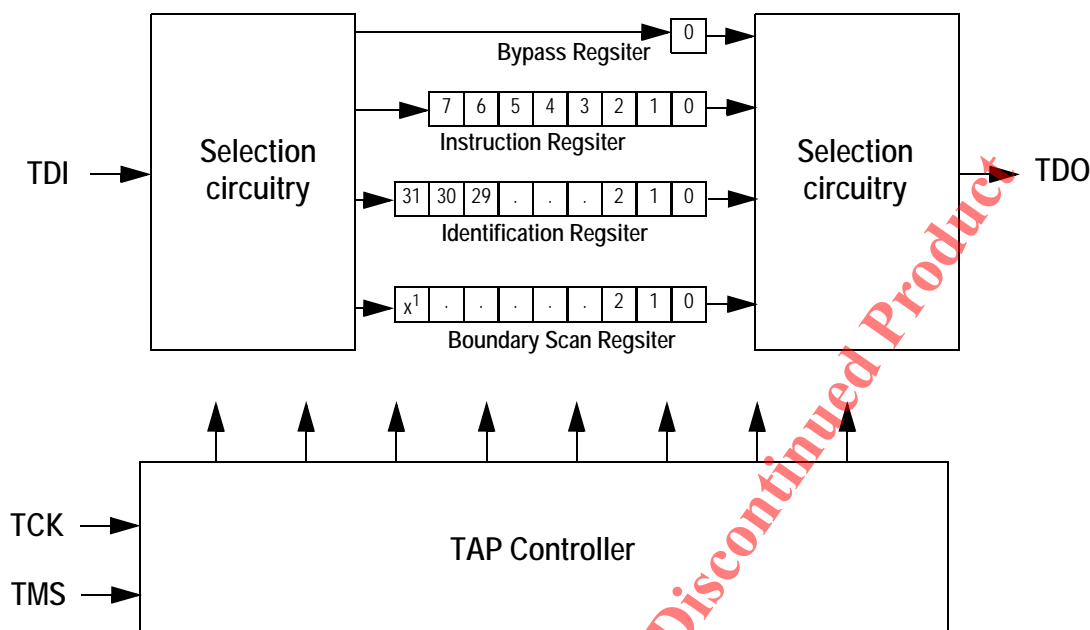 0
Bypass Regsiter
7 6 5 4 3 2 1 0
Instruction Regsiter
Selection
circuitry
Selection
circuitry
TDI
TDO
31 30 29 . . . 2 1 0
Identification Regsiter
x1 . . . . . 2 1 0
Boundary Scan Regsiter
TCK
TMS
TAP Controller
Discontinued Product